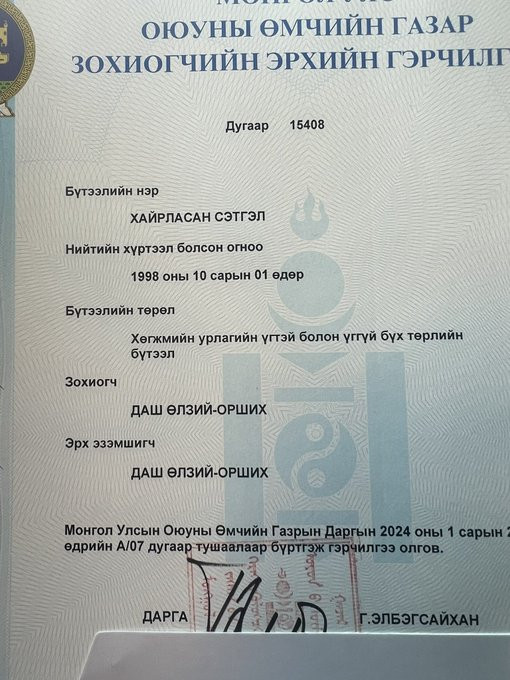 ОЮУНЫ ӨМЧИЙН ГАЗАР
ЗОХИОГЧИЙН ЭРХИЙН ГЭРЧИЛГ
Дугаар 15408
Бүтээлийн нэр
ХАЙРЛАСАН СЭТГЭЛ
Нийтийн хүртээл болсон огноо
1998 оны 10 сарын 01 өдөр
Бүтээлийн төрөл
Хөгжмийн урлагийн үгтэй болон үггүй бүх төрлийн
бүтээл
Зохиогч
ДАШ ӨЛЗИЙ-ОРШИХ
Эрх эзэмшигч
ДАШ ӨЛЗИЙ-ОРШИХ
Монгол Улсын Оюуны Өмчийн Газрын Даргын 2024 оны 1 сарын 2
өдрийн А/07 дугаар тушаалаар бүртгэж гэрчилгээ олгов.
ДАРГА Г.ЭЛБЭГСАЙХАН